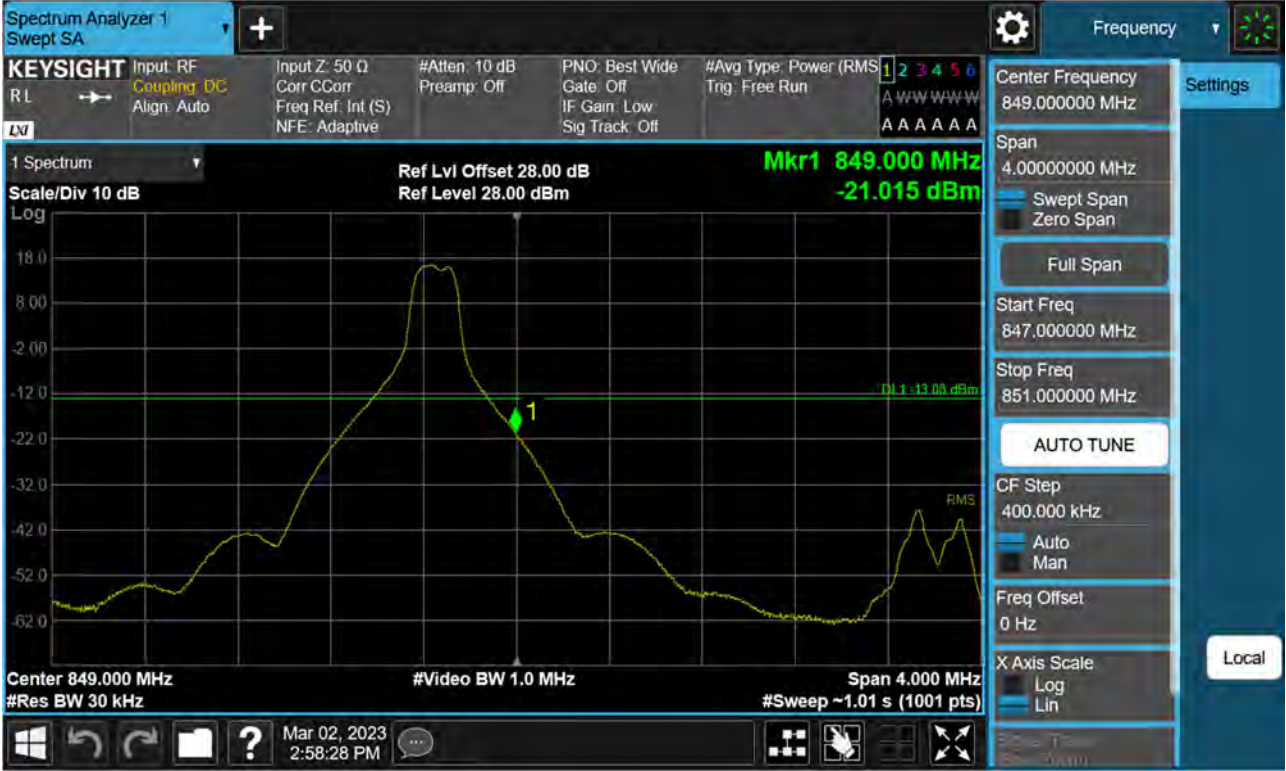 Spectrum Analyzer 1
Swept SA
+
Frequency
KEYSIGHT
R L
LXI
Input: RF
Coupling: DC
Align: Auto
Input Z: 50 Ω
Corr CCorr
Freq Ref: Int (S)
NFE: Adaptive
#Atten: 10 dB
Preamp: Off
PNO: Best Wide
Gate: Off
IF Gain: Low
Sig Track: Off
#Avg Type: Power (RMS
Trig: Free Run
1 2 3 4 5 6
A W W W W W
A A A A A A
1 Spectrum
Scale/Div 10 dB
Log
Ref Lvl Offset 28.00 dB
Ref Level 28.00 dBm
Mkr1 849.000 MHz
-21.015 dBm
18.0
8.00
-2.00
-12.0
-22.0
-32.0
-42.0
-52.0
-62.0
DL1 -13.00 dBm
1
RMS
Center 849.000 MHz
#Res BW 30 kHz
#Video BW 1.0 MHz
Span 4.000 MHz
#Sweep ~1.01 s (1001 pts)
Center Frequency
849.000000 MHz
Settings
Span
4.00000000 MHz
Swept Span
Zero Span
Full Span
Start Freq
847.000000 MHz
Stop Freq
851.000000 MHz
AUTO TUNE
CF Step
400.000 kHz
Auto
Man
Freq Offset
0 Hz
X Axis Scale
Log
Lin
Local
?
Mar 02, 2023
2:58:28 PM